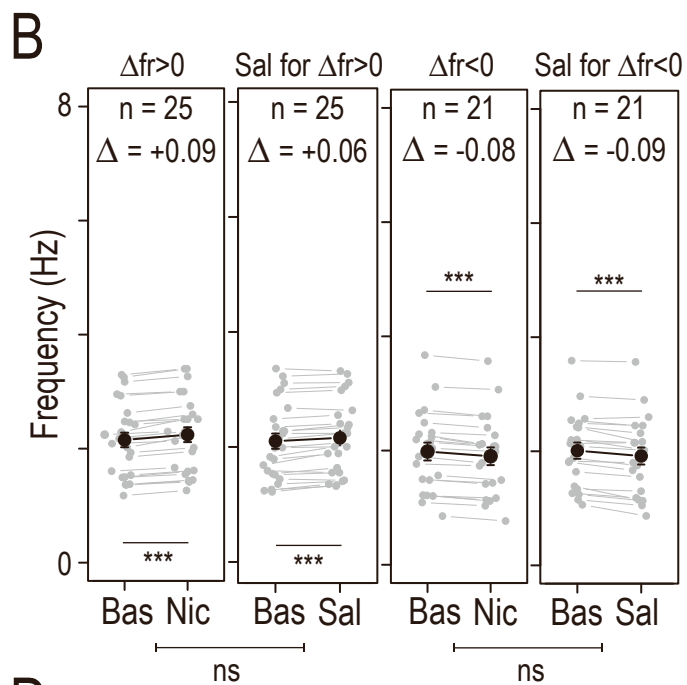 B
Δfr>0
Sal for Δfr>0
Δfr<0
Sal for Δfr<0
8
n = 25
n = 25
n = 21
n = 21
Δ = +0.09
Δ = +0.06
Δ = -0.08
Δ = -0.09
Frequency (Hz)
***
***
***
***
0
Bas Nic
Bas Sal
Bas Nic
Bas Sal
ns
ns